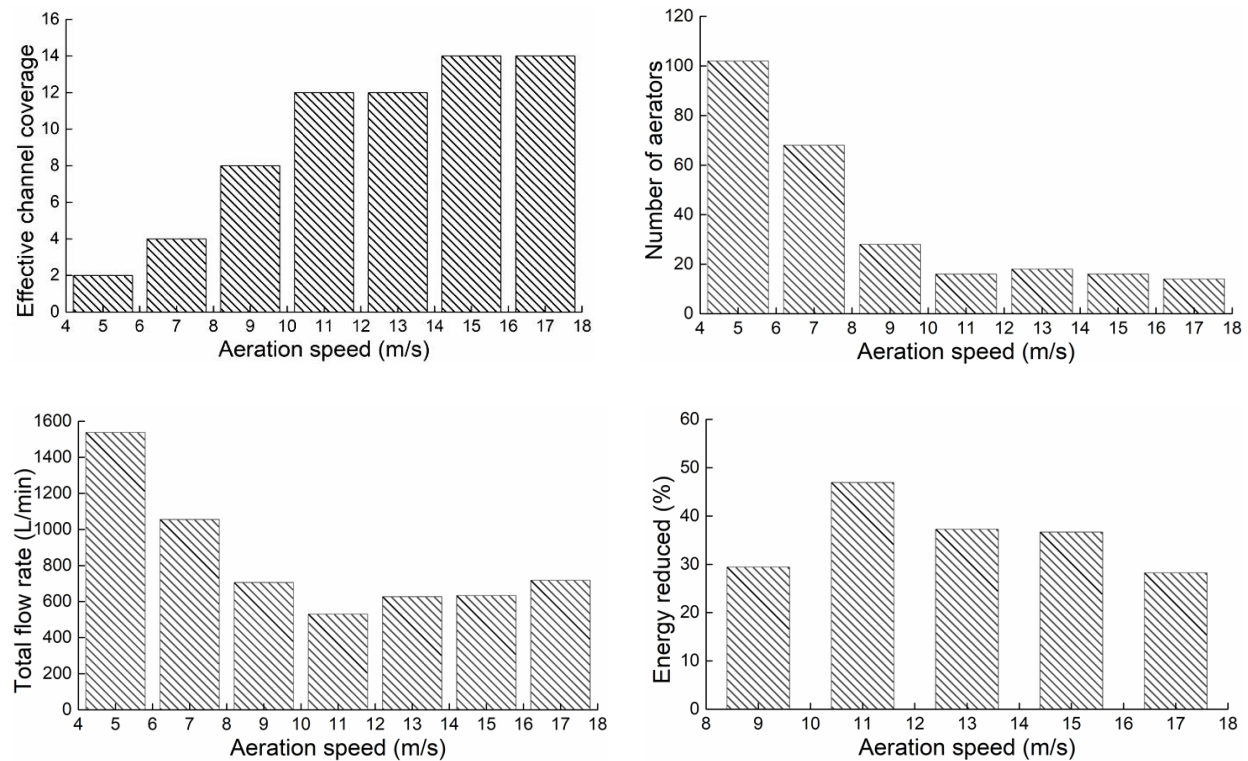 Effective channel coverage
16
14
12
10
8
6
4
2
0
4 5 6 7 8 9 10 11 12 13 14 15 16 17 18
Aeration speed (m/s)
Number of aerators
120
100
80
60
40
20
0
4 5 6 7 8 9 10 11 12 13 14 15 16 17 18
Aeration speed (m/s)
Total flow rate (L/min)
1600
1400
1200
1000
800
600
400
200
0
4 5 6 7 8 9 10 11 12 13 14 15 16 17 18
Aeration speed (m/s)
Energy reduced (%)
60
50
40
30
20
10
0
8 9 10 11 12 13 14 15 16 17 18
Aeration speed (m/s)